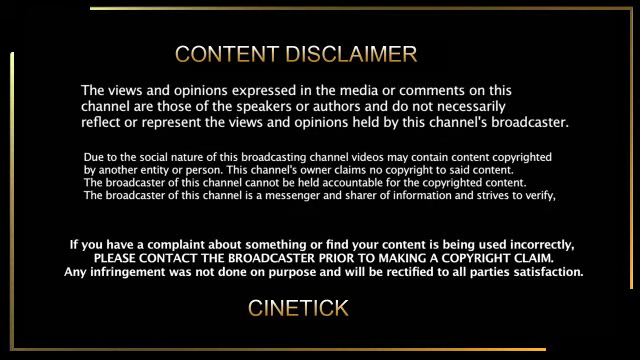 CONTENT DISCLAIMER
The views and opinions expressed in the media or comments on this
channel are those of the speakers or authors and do not necessarily
reflect or represent the views and opinions held by this channel's broadcaster.
Due to the social nature of this broadcasting channel videos may contain content copyrighted
by another entity or person. This channel's owner claims no copyright to said content.
The broadcaster of this channel cannot be held accountable for the copyrighted content.
The broadcaster of this channel is a messenger and sharer of information and strives to verify,
If you have a complaint about something or find your content is being used incorrectly,
PLEASE CONTACT THE BROADCASTER PRIOR TO MAKING A COPYRIGHT CLAIM.
Any infringement was not done on purpose and will be rectified to all parties satisfaction.
CINETICK